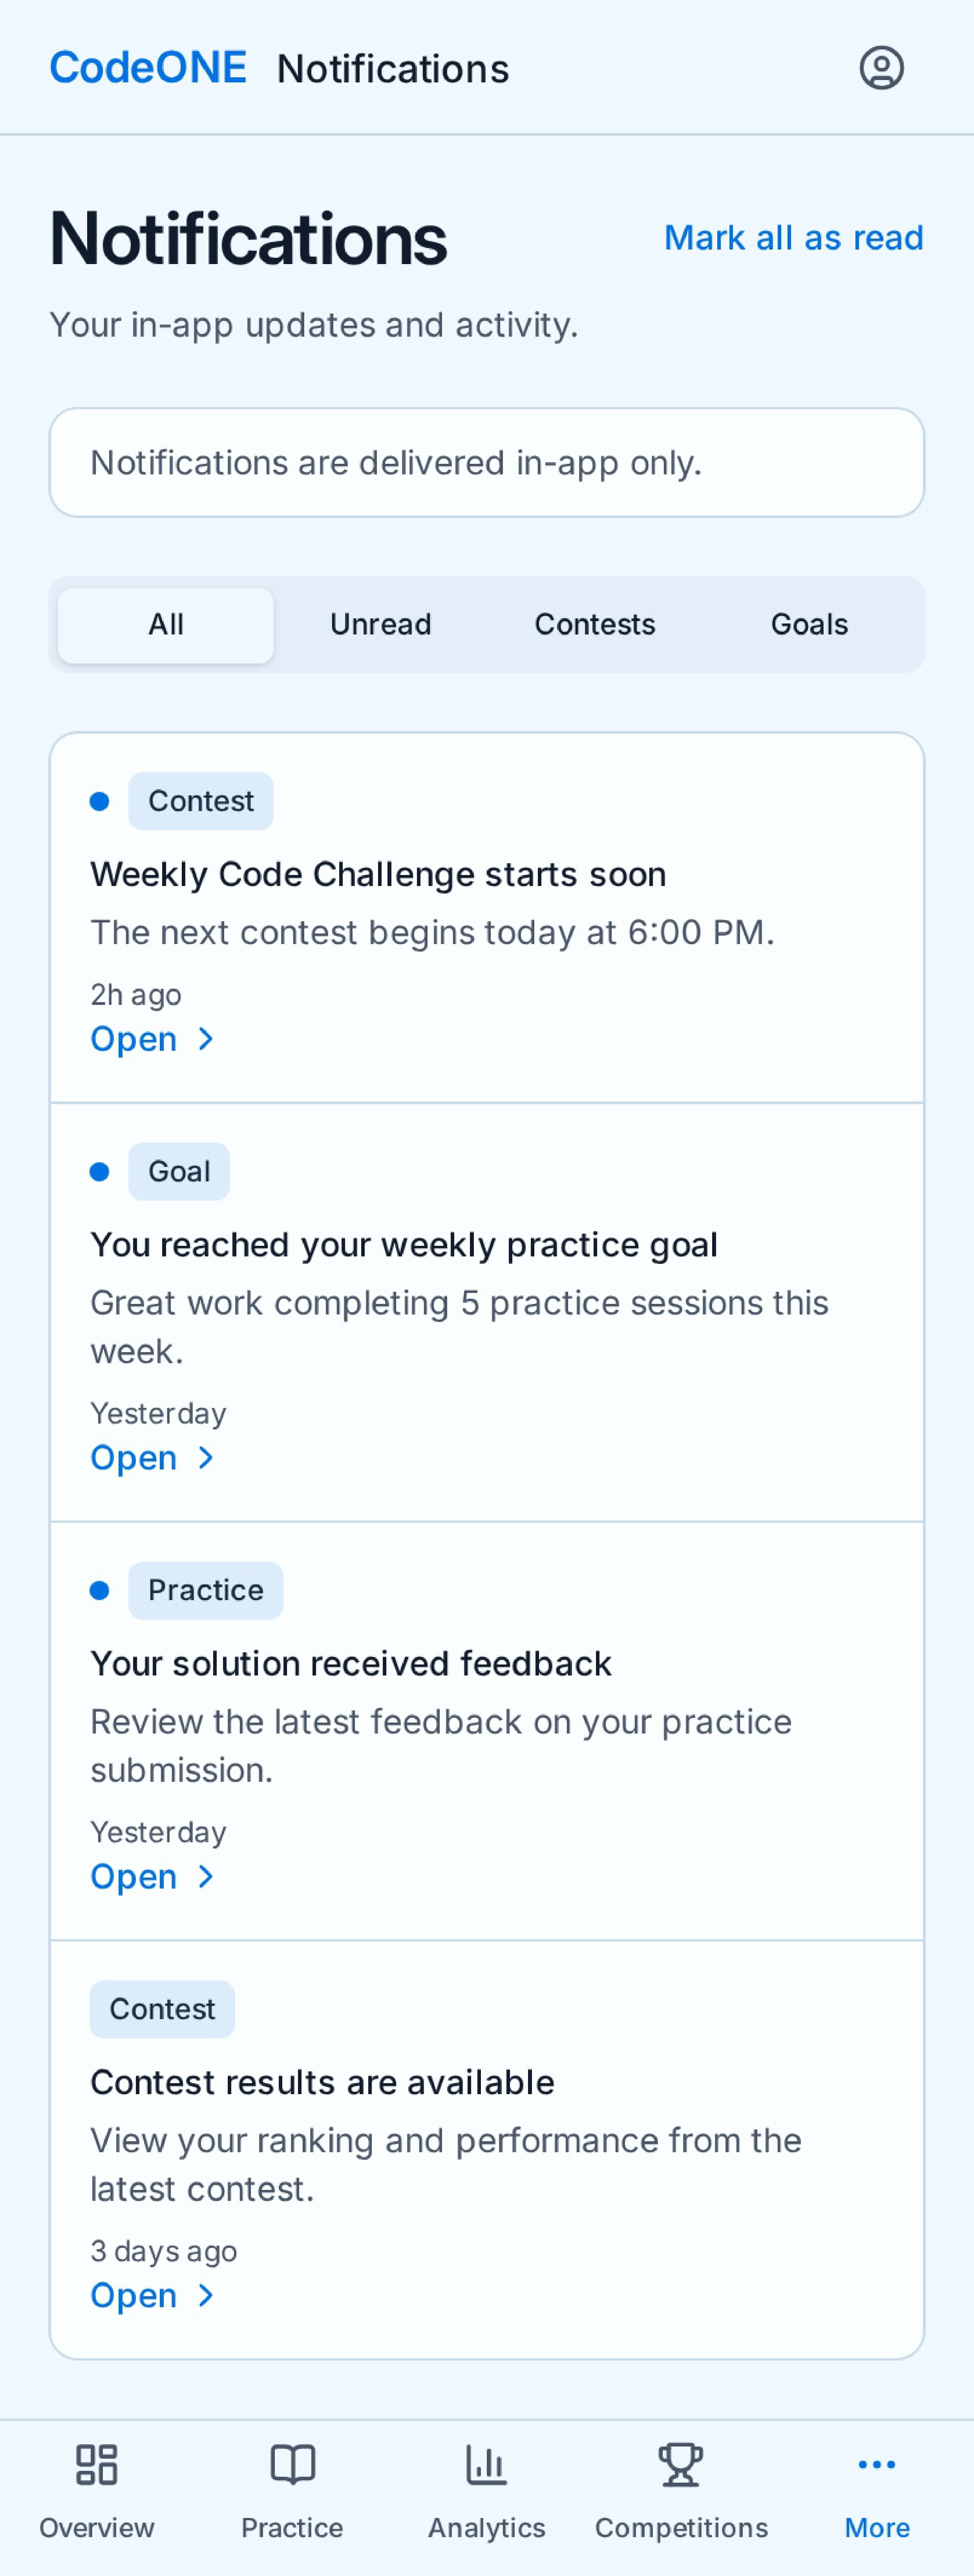 CodeONE Notifications
Notifications
Mark all as read
Your in-app updates and activity.
Notifications are delivered in-app only.
All Unread Contests Goals
Contest
Weekly Code Challenge starts soon
The next contest begins today at 6:00 PM.
2h ago
Open
Goal
You reached your weekly practice goal
Great work completing 5 practice sessions this
week.
Yesterday
Open
Practice
Your solution received feedback
Review the latest feedback on your practice
submission.
Yesterday
Open
Contest
Contest results are available
View your ranking and performance from the
latest contest.
3 days ago
Open
Overview Practice Analytics Competitions More